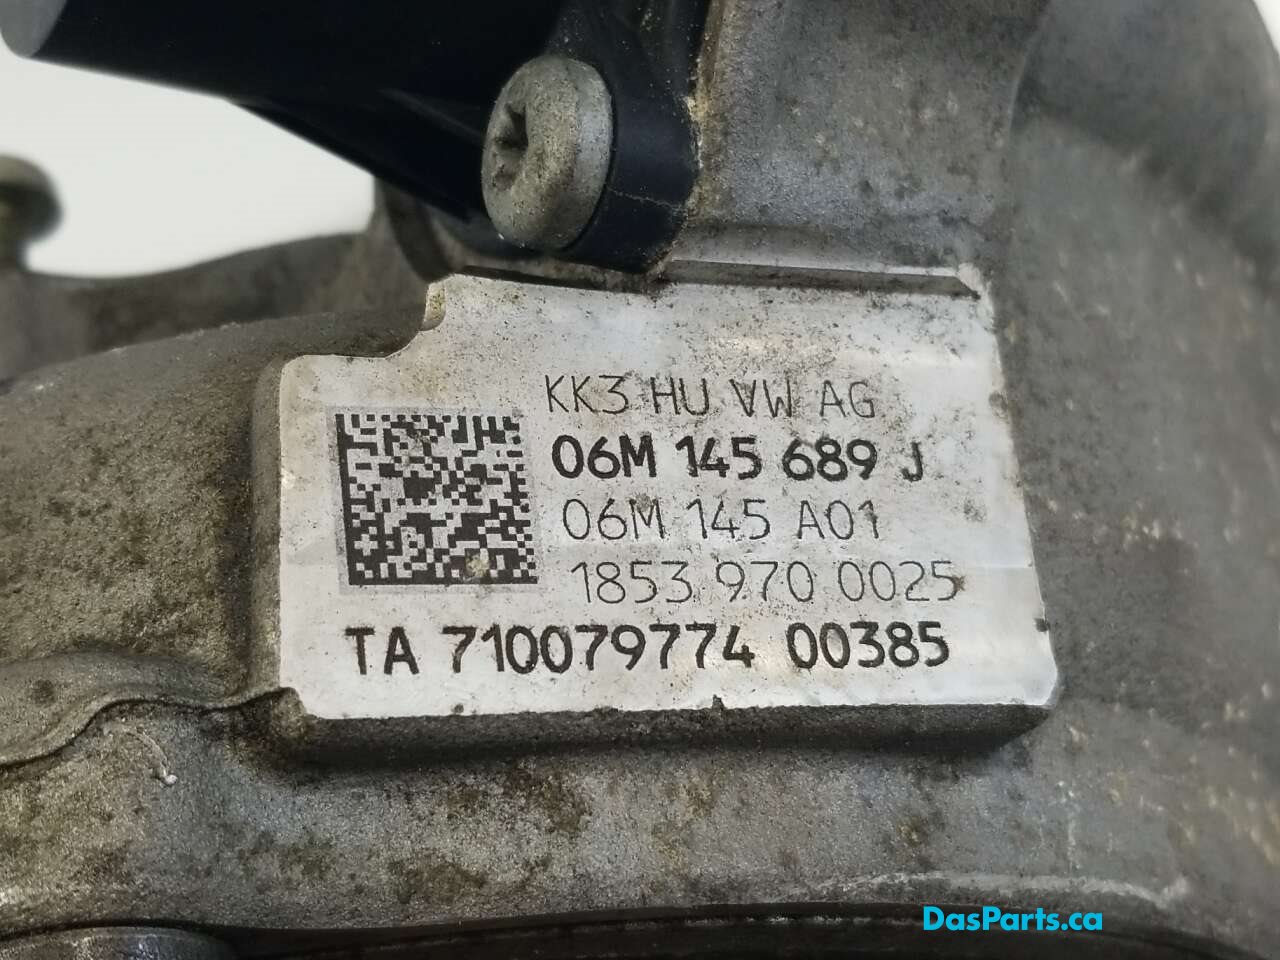 KK3 HU VW AG
06M 145 689 J
06M 145 A01
1853 970 0025
TA 710079774 00385
DasParts.ca